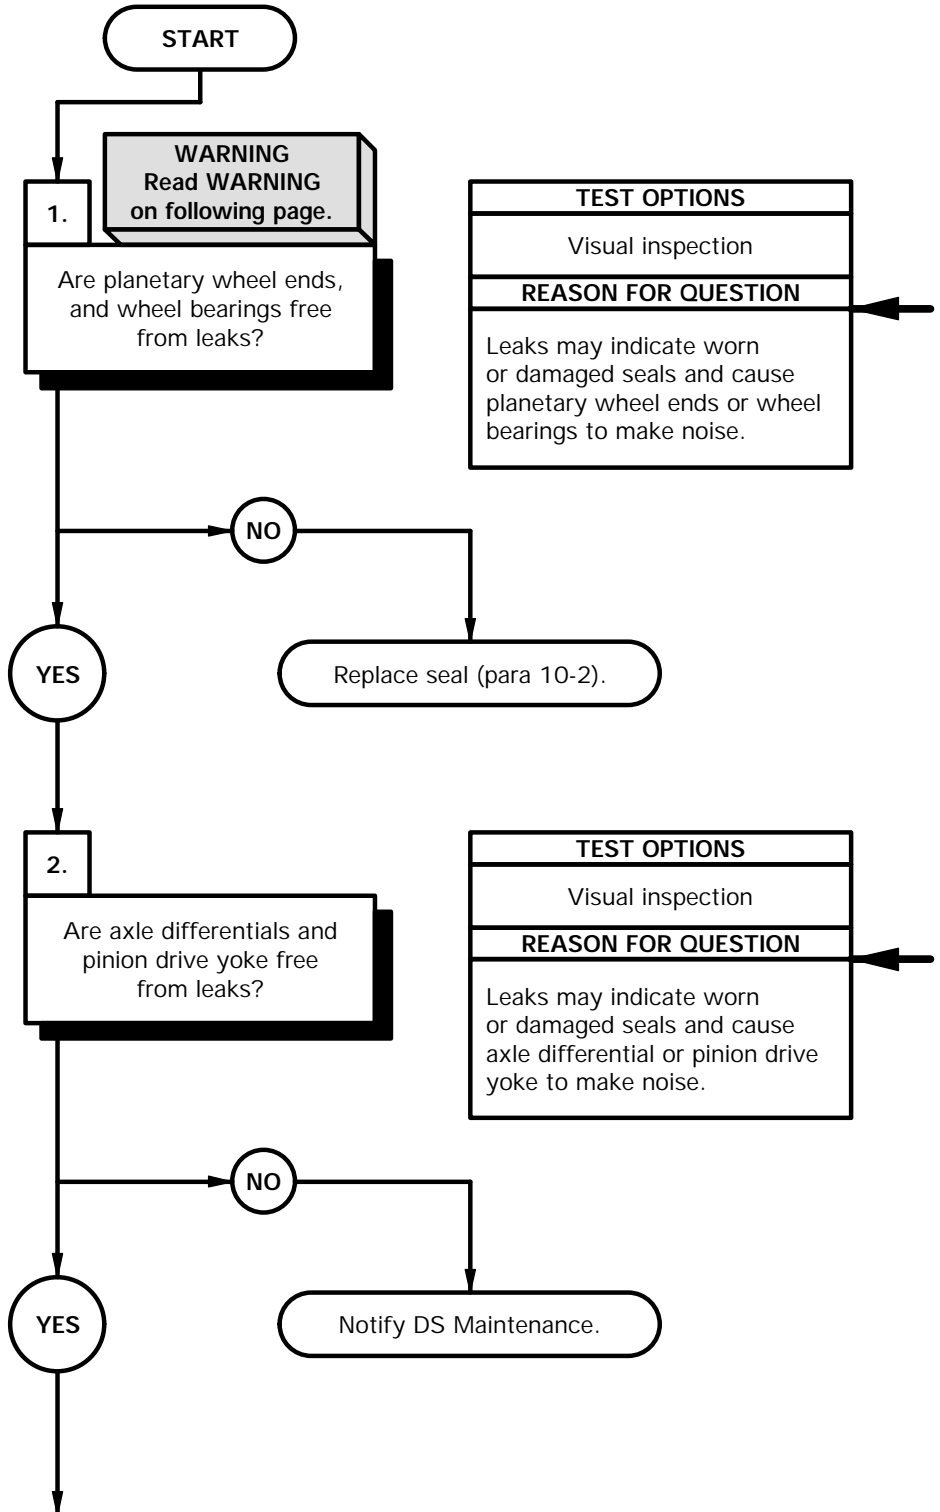 START
WARNING
Read WARNING
on following page.
1.
Are planetary wheel ends,
and wheel bearings free
from leaks?
TEST OPTIONS
Visual inspection
REASON FOR QUESTION
Leaks may indicate worn
or damaged seals and cause
planetary wheel ends or wheel
bearings to make noise.
NO
YES
Replace seal (para 10-2).
2.
Are axle differentials and
pinion drive yoke free
from leaks?
TEST OPTIONS
Visual inspection
REASON FOR QUESTION
Leaks may indicate worn
or damaged seals and cause
axle differential or pinion drive
yoke to make noise.
NO
YES
Notify DS Maintenance.